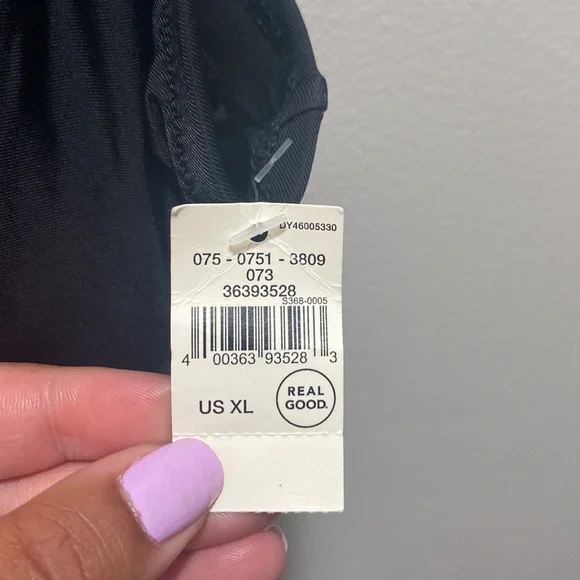 DY46005330
075 - 0751 - 3809
073
36393528
S368-0005
4 00363 93528 3
US XL
REAL
GOOD.